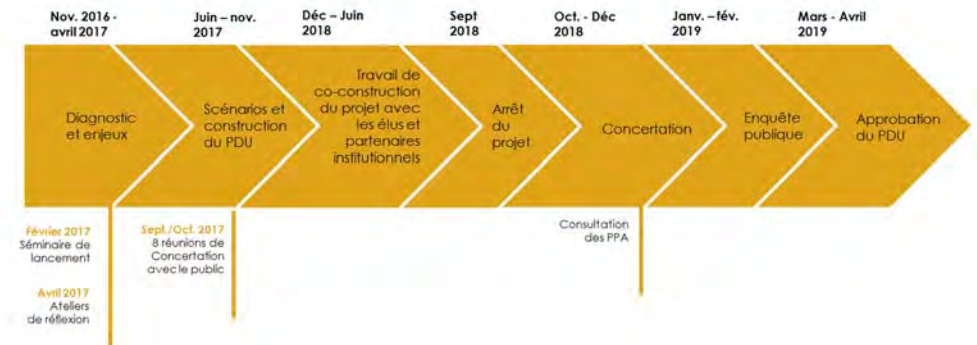 Nov. 2016 -
avril 2017
Juin – nov.
2017
Déc – Juin
2018
Sept
2018
Oct. - Déc
2018
Janv. –fév.
2019
Mars - Avril
2019
Diagnostic
et enjeux
Scénarios et
construction
du PDU
Travail de
co-construction
du projet avec
les élus et
partenaires
institutionnels
Arrêt
du
projet
Concertation
Enquête
publique
Approbation
du PDU
Février 2017
Séminaire de
lancement
Avril 2017
Ateliers
de réflexion
Sept./Oct. 2017
8 réunions de
Concertation
avec le public
Consultation
des PPA